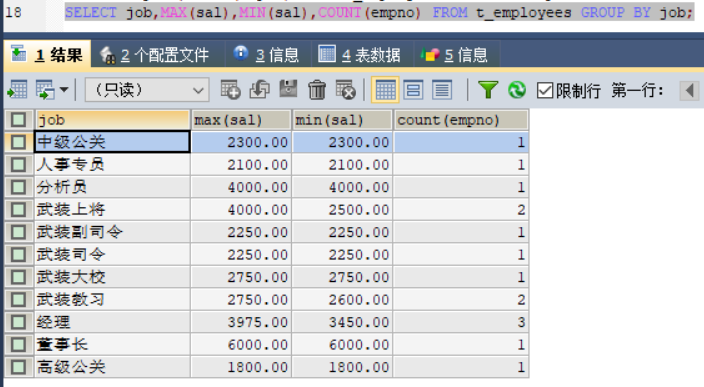 18 SELECT job,MAX(sal),MIN(sal),COUNT(empno) FROM t_employees GROUP BY job;
1 结果 2 个配置文件 3 信息 4 表数据 5 信息
（只读） 限制行 第一行:
job max(sal) min(sal) count(empno)
中级公关 2300.00 2300.00 1
人事专员 2100.00 2100.00 1
分析员 4000.00 4000.00 1
武装上将 4000.00 2500.00 2
武装副司令 2250.00 2250.00 1
武装司令 2250.00 2250.00 1
武装大校 2750.00 2750.00 1
武装教习 2750.00 2600.00 2
经理 3975.00 3450.00 3
董事长 6000.00 6000.00 1
高级公关 1800.00 1800.00 1